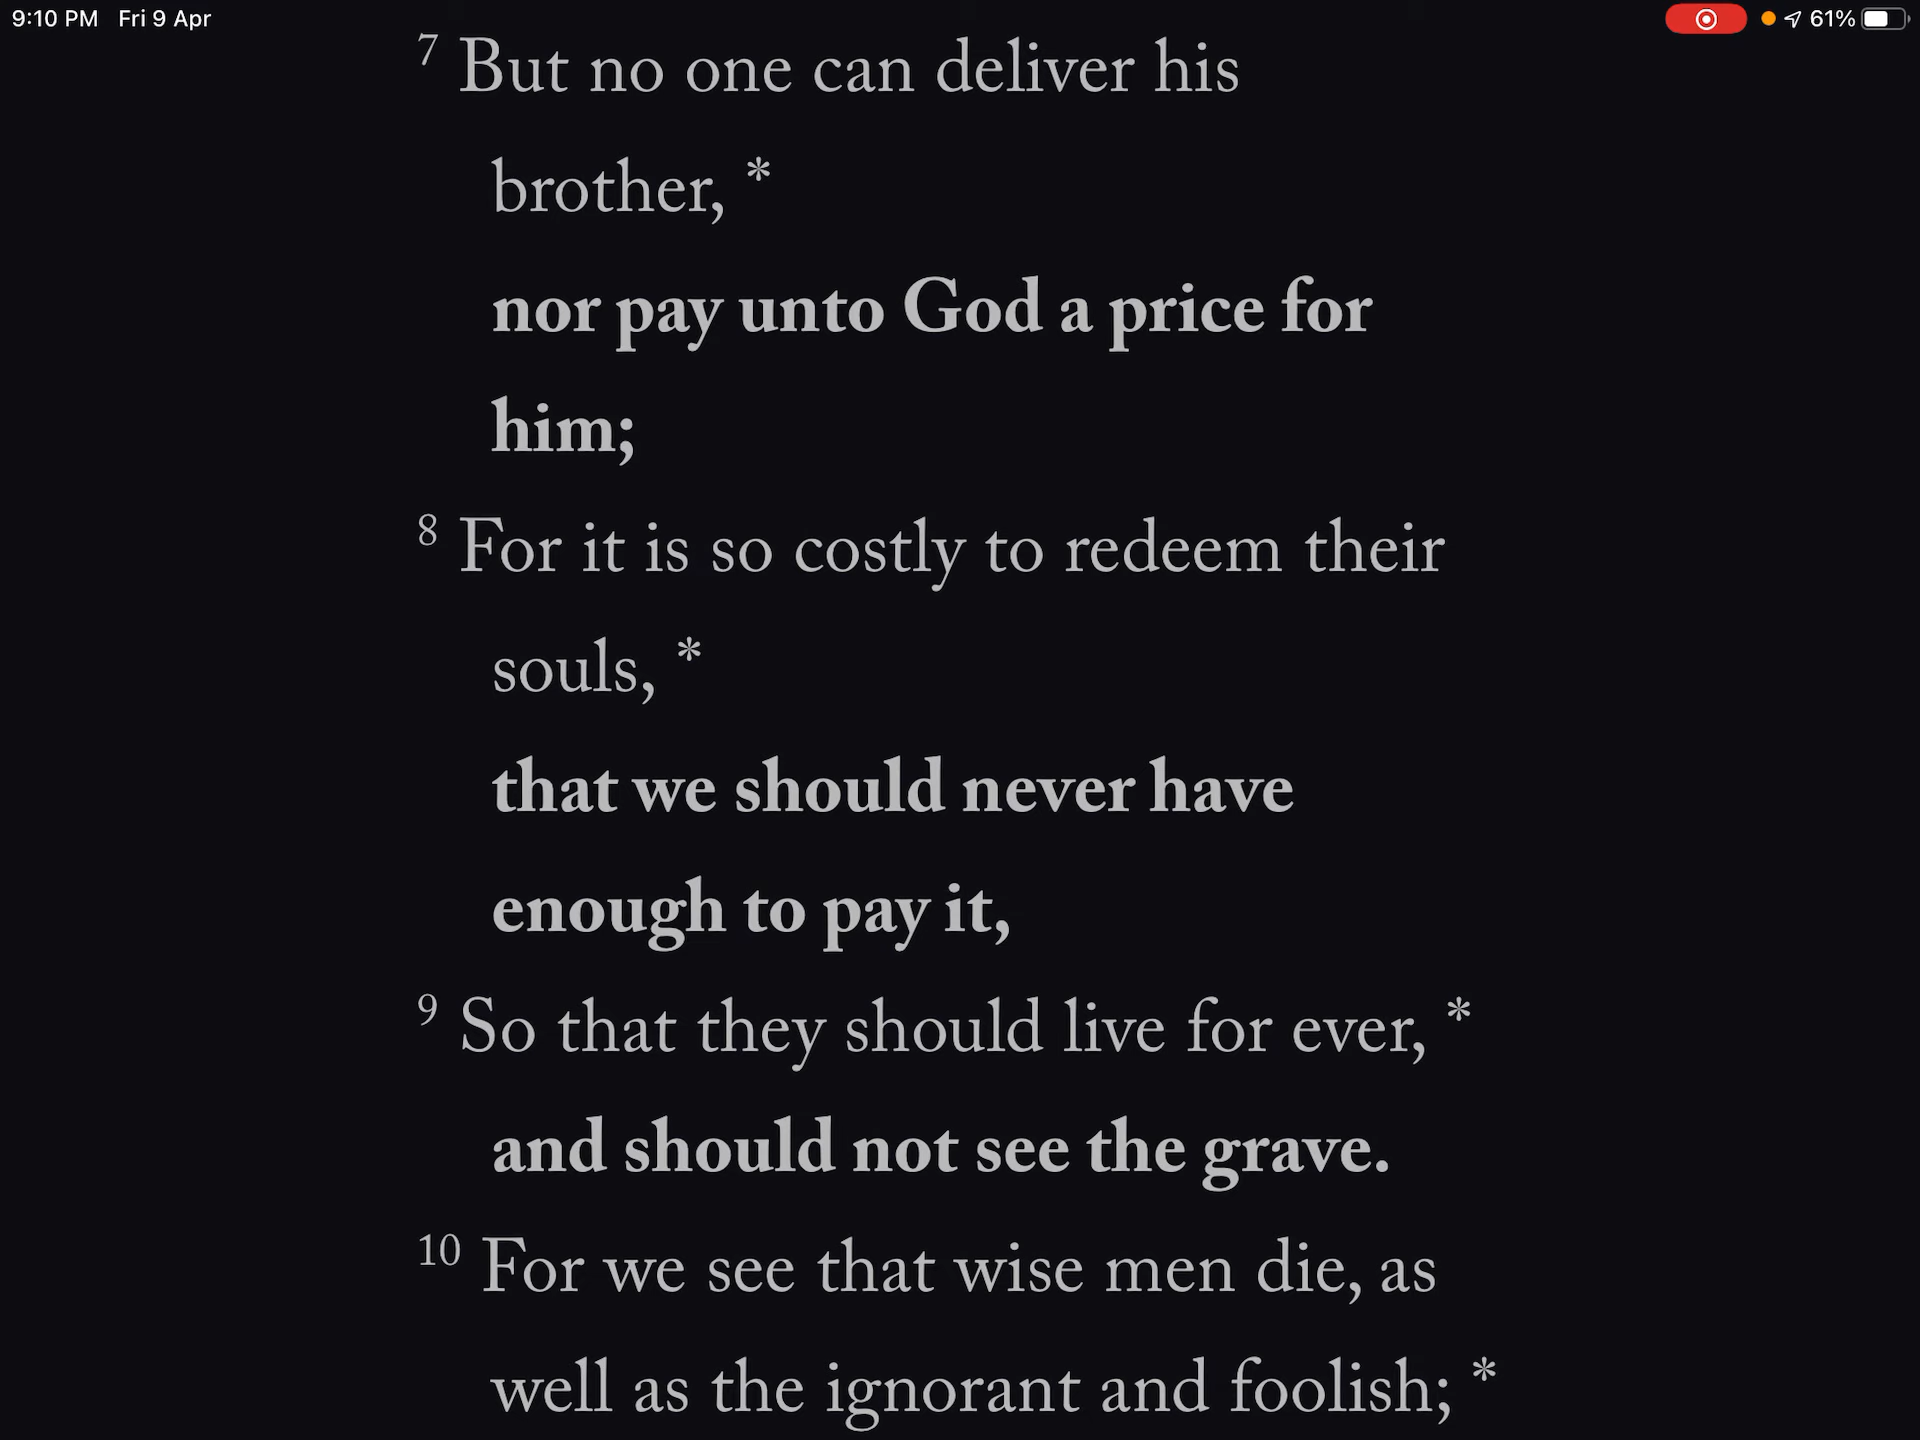 9:10 PM Fri 9 Apr 61%
7 But no one can deliver his
brother, *
nor pay unto God a price for
him;
8 For it is so costly to redeem their
souls, *
that we should never have
enough to pay it,
9 So that they should live for ever, *
and should not see the grave.
10 For we see that wise men die, as
well as the ignorant and foolish; *